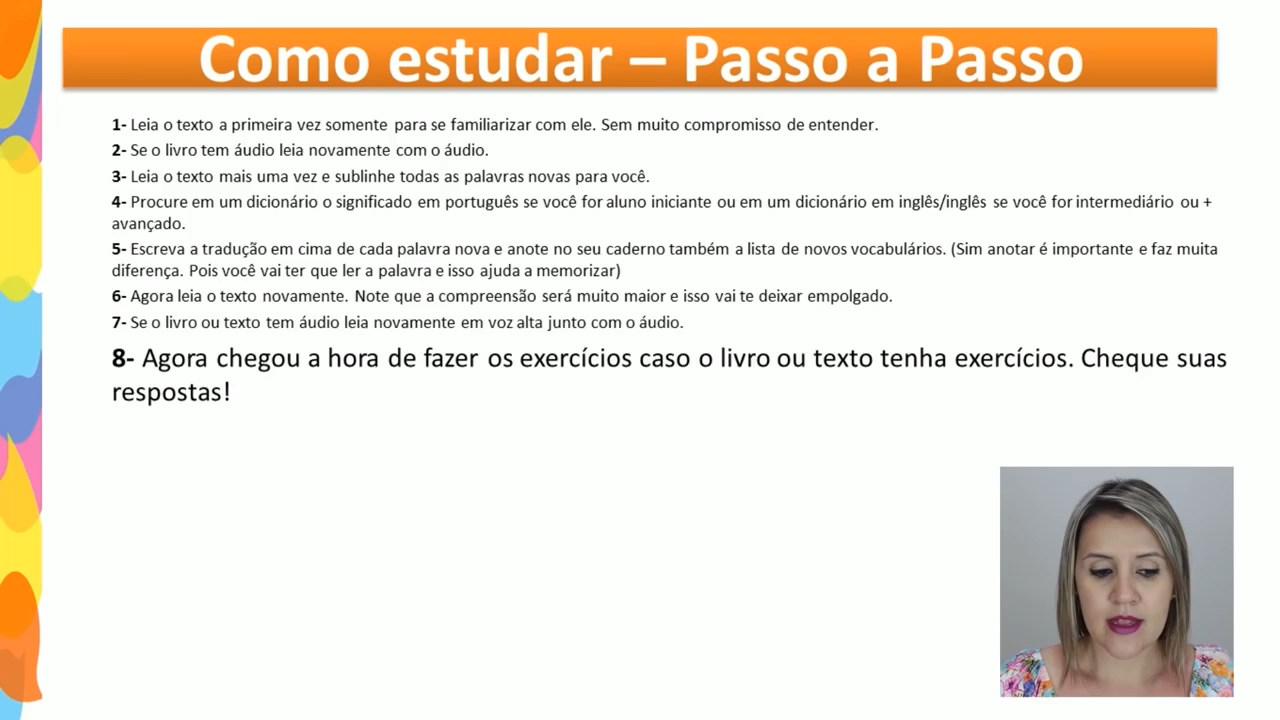 Como estudar – Passo a Passo
1- Leia o texto a primeira vez somente para se familiarizar com ele. Sem muito compromisso de entender.
2- Se o livro tem áudio leia novamente com o áudio.
3- Leia o texto mais uma vez e sublinhe todas as palavras novas para você.
4- Procure em um dicionário o significado em português se você for aluno iniciante ou em um dicionário em inglês/inglês se você for intermediário ou +
avançado.
5- Escreva a tradução em cima de cada palavra nova e anote no seu caderno também a lista de novos vocabulários. (Sim anotar é importante e faz muita
diferença. Pois você vai ter que ler a palavra e isso ajuda a memorizar)
6- Agora leia o texto novamente. Note que a compreensão será muito maior e isso vai te deixar empolgado.
7- Se o livro ou texto tem áudio leia novamente em voz alta junto com o áudio.
8- Agora chegou a hora de fazer os exercícios caso o livro ou texto tenha exercícios. Cheque suas
respostas!